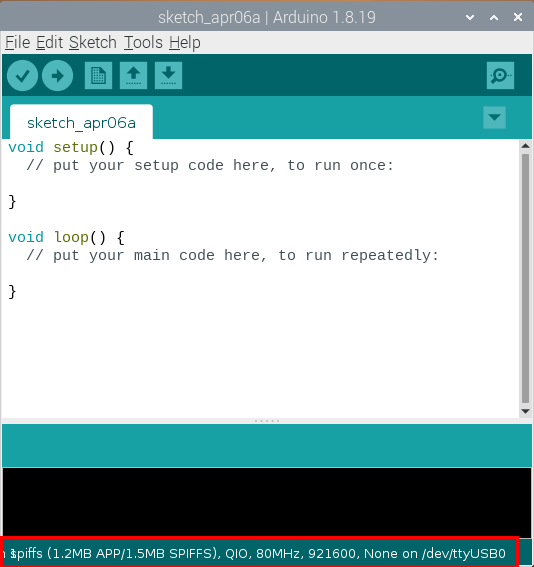 sketch_apr06a | Arduino 1.8.19
File Edit Sketch Tools Help
sketch_apr06a
void setup() {
// put your setup code here, to run once:
}
void loop() {
// put your main code here, to run repeatedly:
}
spiffs (1.2MB APP/1.5MB SPIFFS), QIO, 80MHz, 921600, None on /dev/ttyUSB0